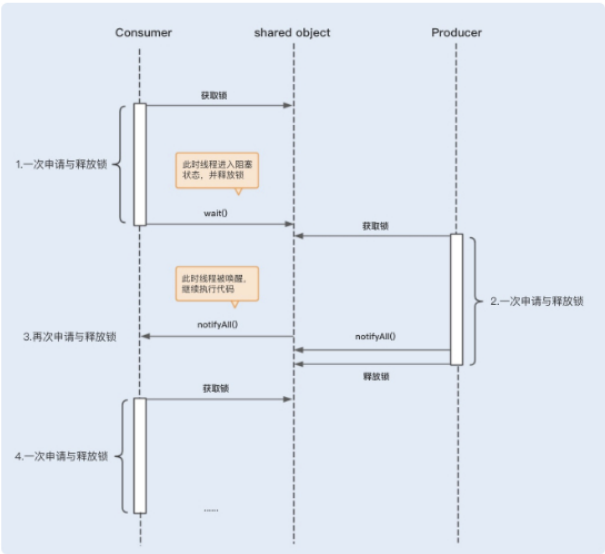 Consumer
shared object
Producer
获取锁
1.一次申请与释放锁
此时线程进入阻塞
状态，并释放锁
wait()
获取锁
此时线程被唤醒，
继续执行代码
2.一次申请与释放锁
notifyAll()
3.再次申请与释放锁
notifyAll()
释放锁
获取锁
4.一次申请与释放锁
......